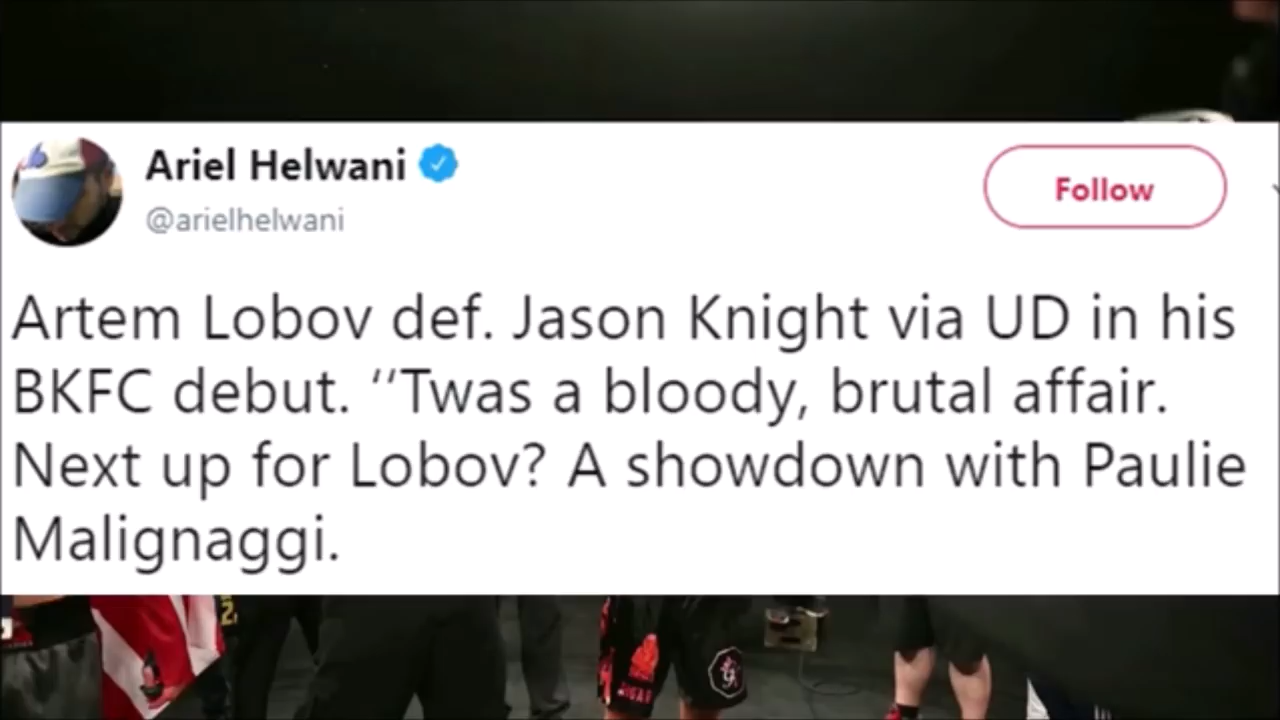 Ariel Helwani
@arielhelwani
Follow
Artem Lobov def. Jason Knight via UD in his
BKFC debut. ‘‘Twas a bloody, brutal affair.
Next up for Lobov? A showdown with Paulie
Malignaggi.